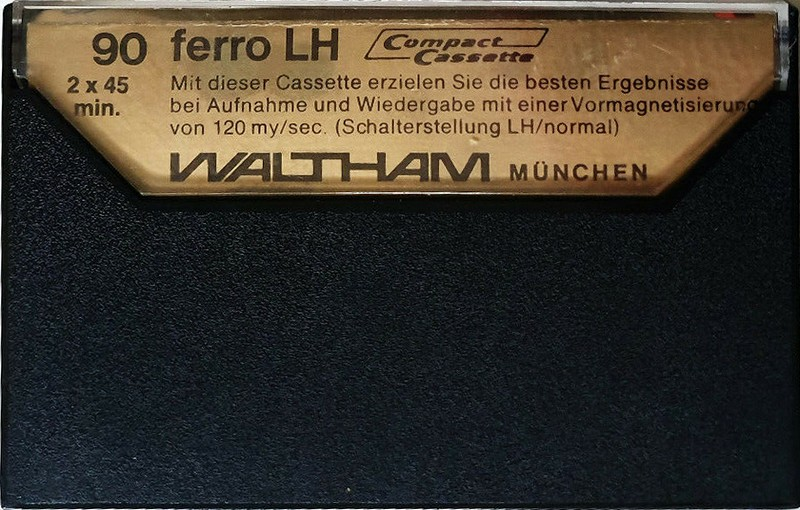 90 ferro LH Compact Cassette
2 x 45 min.
Mit dieser Cassette erzielen Sie die besten Ergebnisse
bei Aufnahme und Wiedergabe mit einer Vormagnetisierung
von 120 my/sec. (Schalterstellung LH/normal)
WALTHAM MÜNCHEN